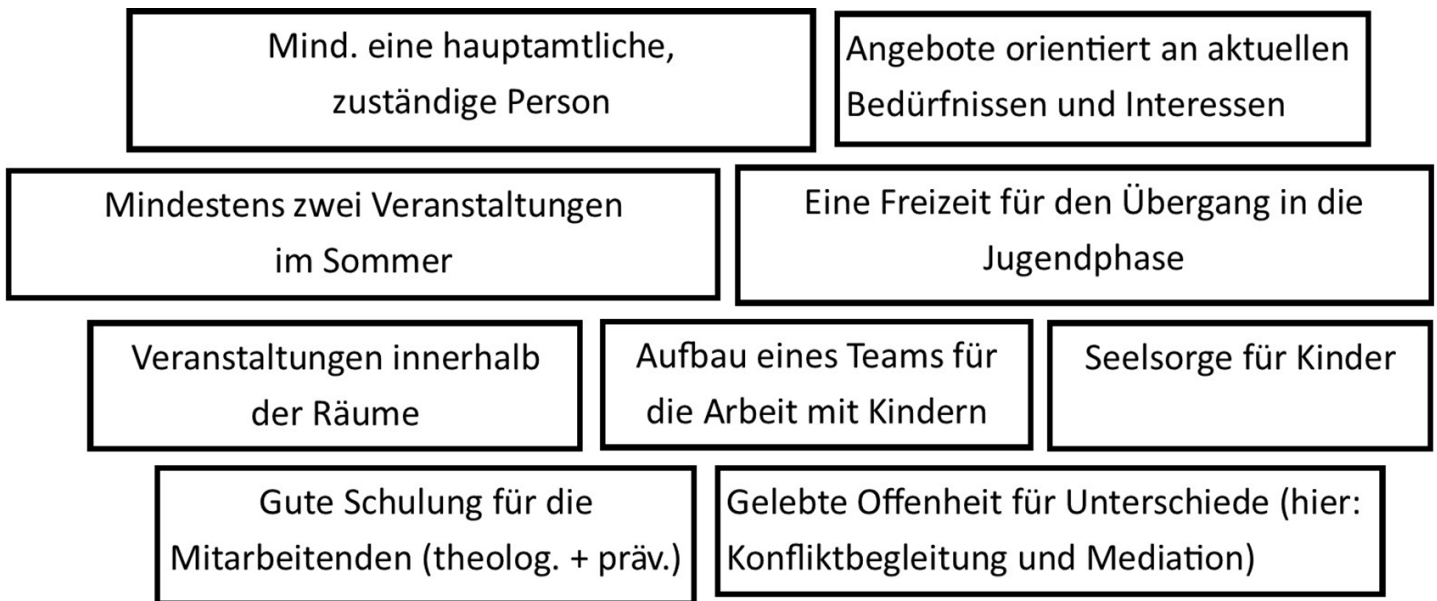 Mind. eine hauptamtliche,
zuständige Person
Angebote orientiert an aktuellen
Bedürfnissen und Interessen
Mindestens zwei Veranstaltungen
im Sommer
Eine Freizeit für den Übergang in die
Jugendphase
Veranstaltungen innerhalb
der Räume
Aufbau eines Teams für
die Arbeit mit Kindern
Seelsorge für Kinder
Gute Schulung für die
Mitarbeitenden (theolog. + präv.)
Gelebte Offenheit für Unterschiede (hier:
Konfliktbegleitung und Mediation)